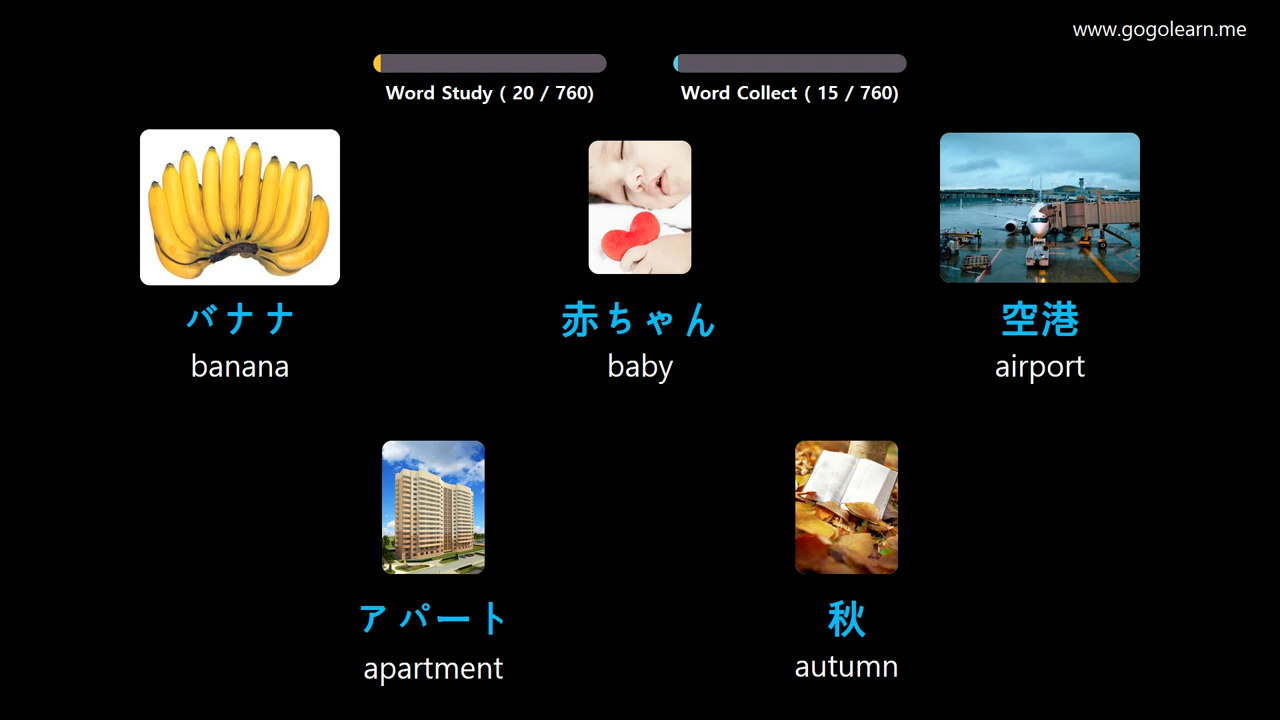 www.gogolearn.me
Word Study ( 20 / 760)
Word Collect ( 15 / 760)
バナナ
banana
赤ちゃん
baby
空港
airport
アパート
apartment
秋
autumn